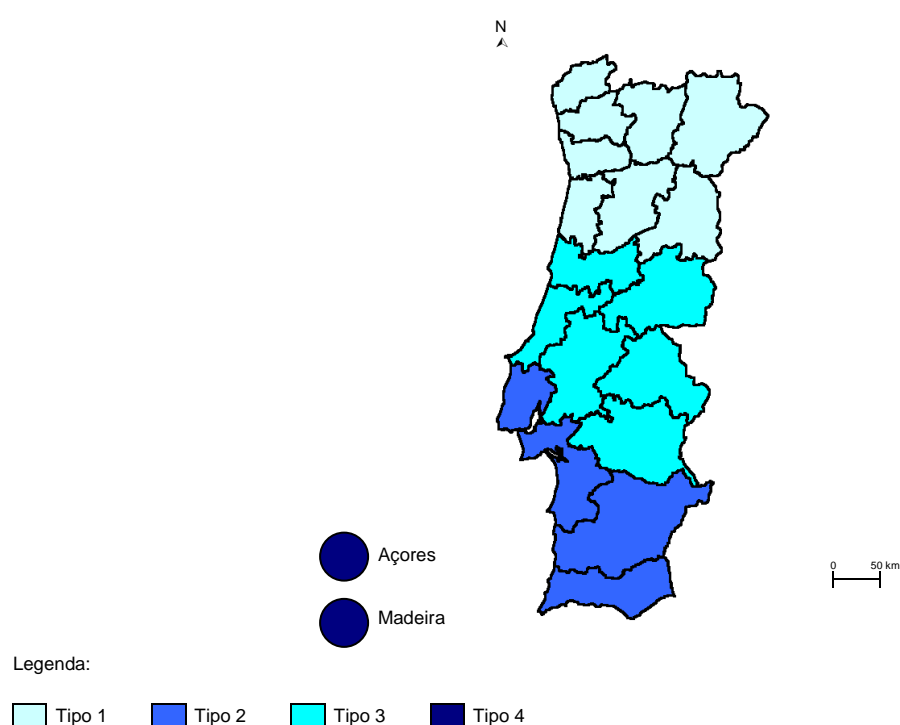 N
Açores
Madeira
0 50 km
Legenda:
Tipo 1 Tipo 2 Tipo 3 Tipo 4